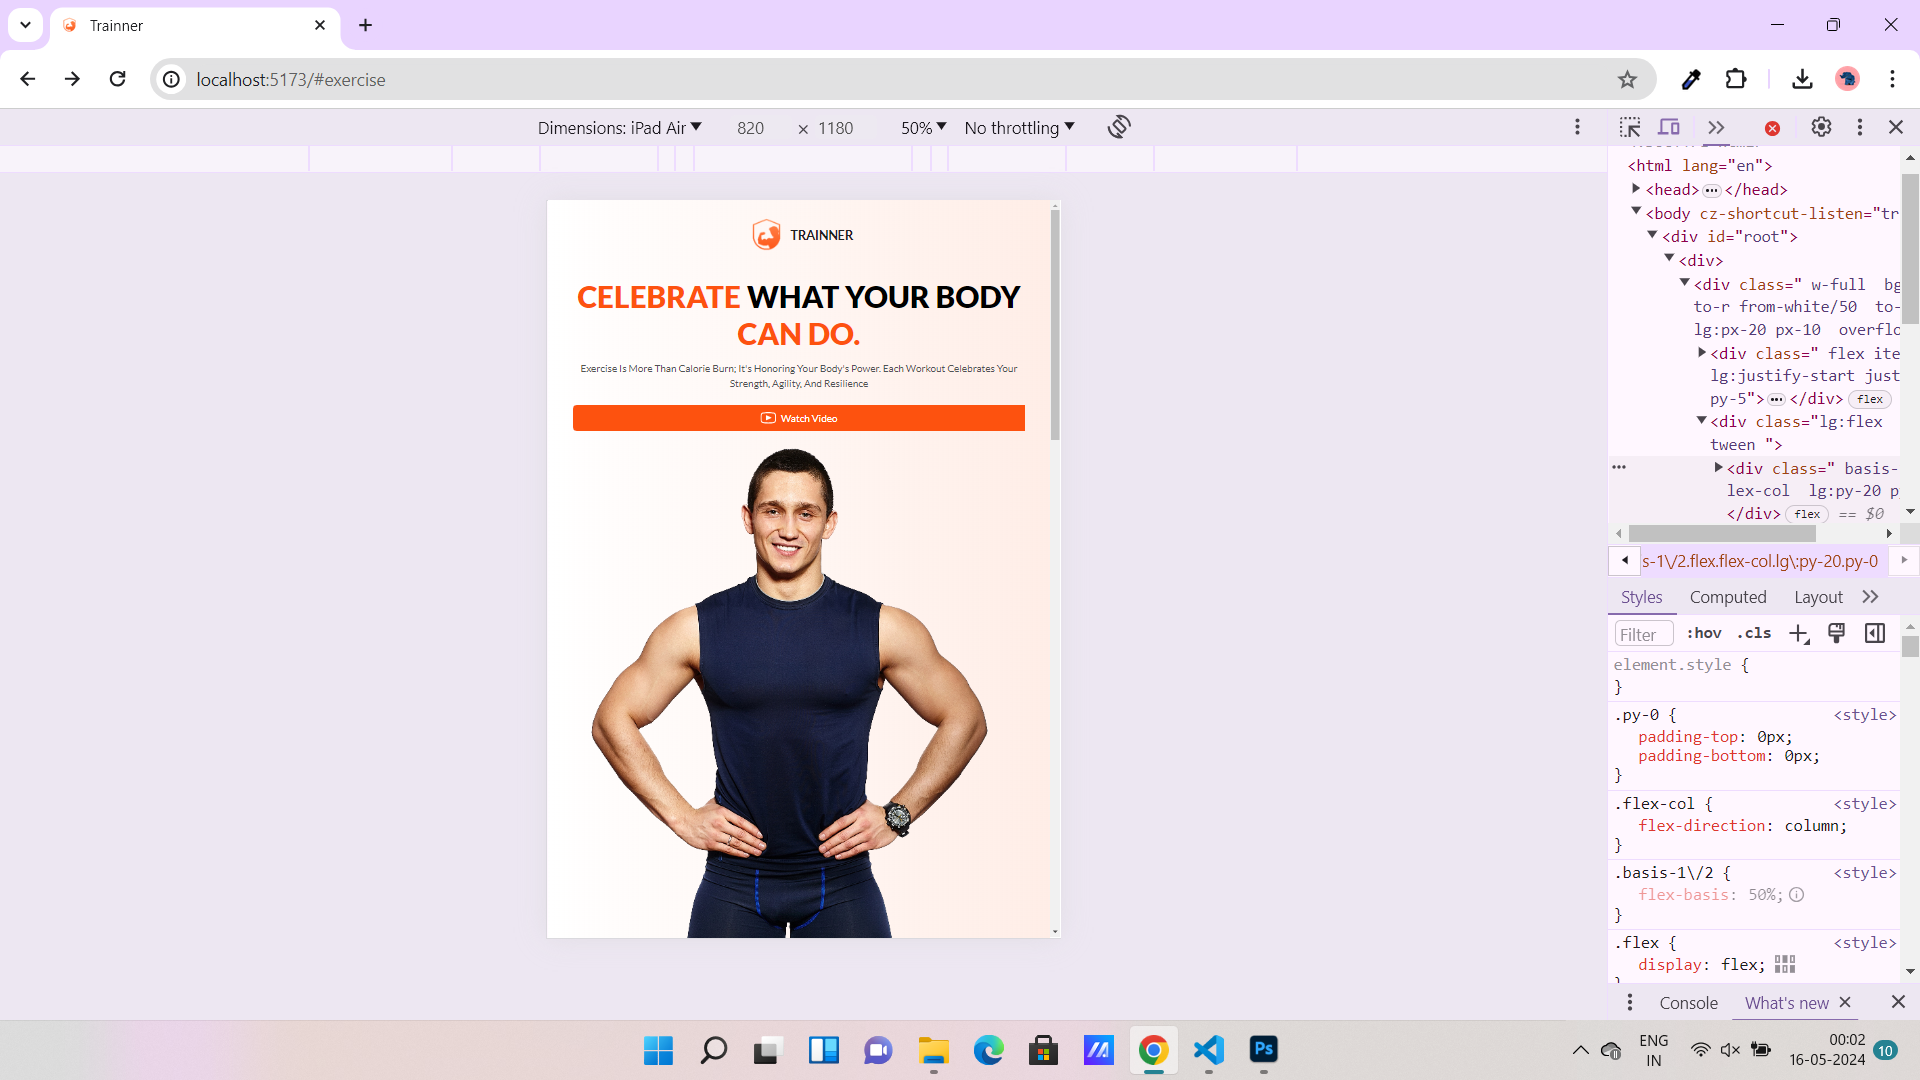 Trainner
localhost:5173/#exercise
Dimensions: iPad Air
820 × 1180
50%
No throttling
TRAINNER
CELEBRATE WHAT YOUR BODY
CAN DO.
Exercise Is More Than Calorie Burn; It's Honoring Your Body's Power. Each Workout Celebrates Your
Strength, Agility, And Resilience
Watch Video
<html lang="en">
<head> ••• </head>
<body cz-shortcut-listen="tr
<div id="root">
<div>
<div class=" w-full bg
to-r from-white/50 to-
lg:px-20 px-10 overflo
<div class=" flex ite
lg:justify-start just
py-5"> ••• </div> flex
<div class="lg:flex
tween ">
••• <div class=" basis-
lex-col lg:py-20 p
</div> flex == $0
s-1\/2.flex.flex-col.lg\:py-20.py-0
Styles Computed Layout
Filter :hov .cls
element.style {
}
.py-0 { <style>
padding-top: 0px;
padding-bottom: 0px;
}
.flex-col { <style>
flex-direction: column;
}
.basis-1\/2 { <style>
flex-basis: 50%;
}
.flex { <style>
display: flex;
Console What's new
Ps
ENG
IN
00:02
16-05-2024
10